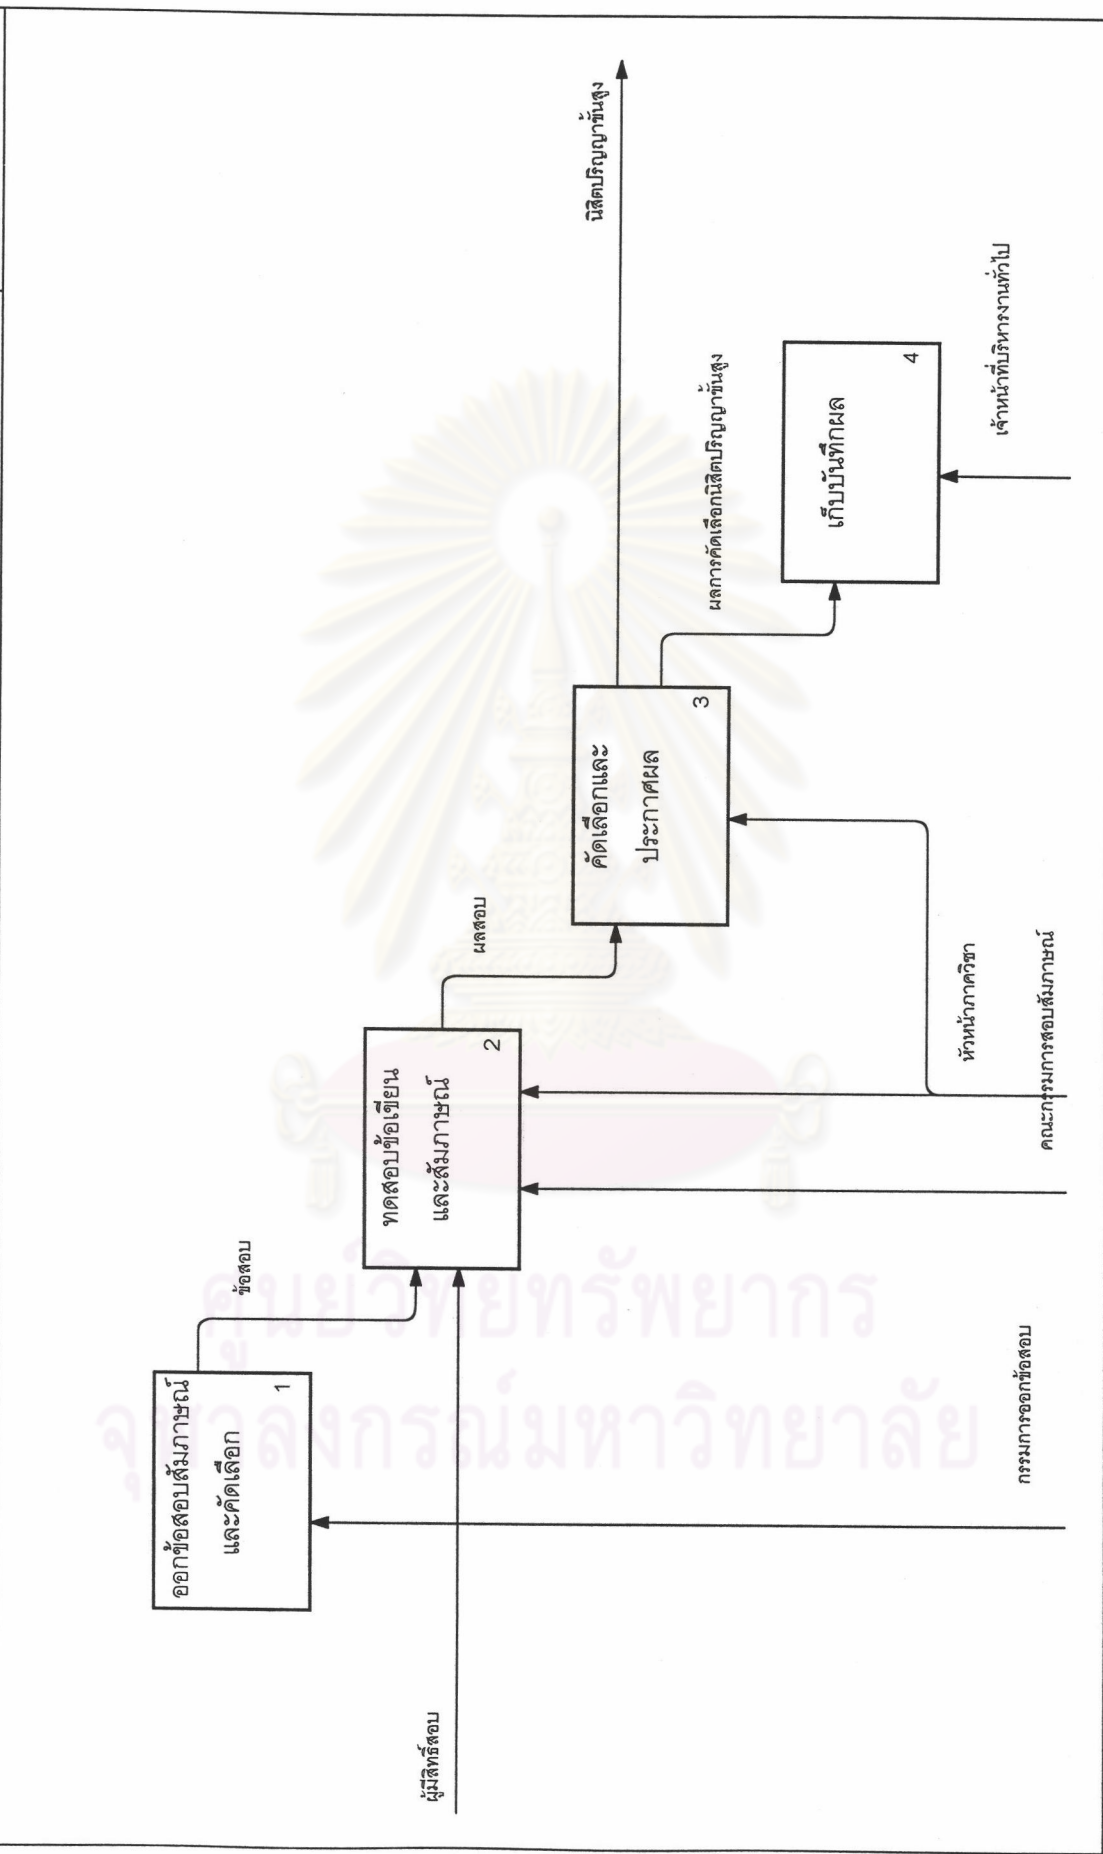 ออกข้อสอบสัมภาษณ์
และคัดเลือก
1
ข้อสอบ
ผู้มีสิทธิ์สอบ
ทดสอบข้อเขียน
และสัมภาษณ์
2
ผลสอบ
คัดเลือกและ
ประกาศผล
3
นิสิตปริญญาขั้นสูง
ผลการคัดเลือกนิสิตปริญญาขั้นสูง
เก็บบันทึกผล
4
กรรมการออกข้อสอบ
คณะกรรมการสอบสัมภาษณ์
หัวหน้าภาควิชา
เจ้าหน้าที่บริหารงานทั่วไป
ศูนย์วิทยทรัพยากร
จุฬาลงกรณ์มหาวิทยาลัย